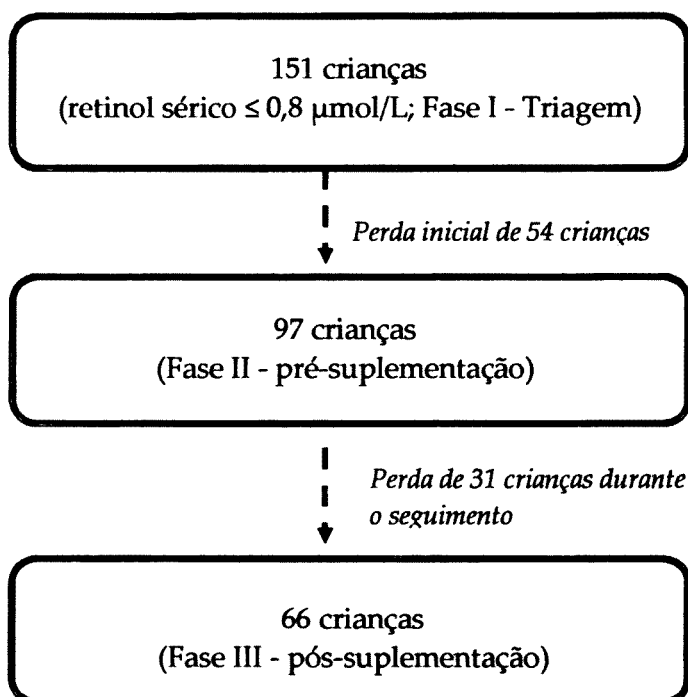 151 crianças
(retinol sérico ≤ 0,8 µmol/L; Fase I - Triagem)
Perda inicial de 54 crianças
97 crianças
(Fase II - pré-suplementação)
Perda de 31 crianças durante
o seguimento
66 crianças
(Fase III - pós-suplementação)